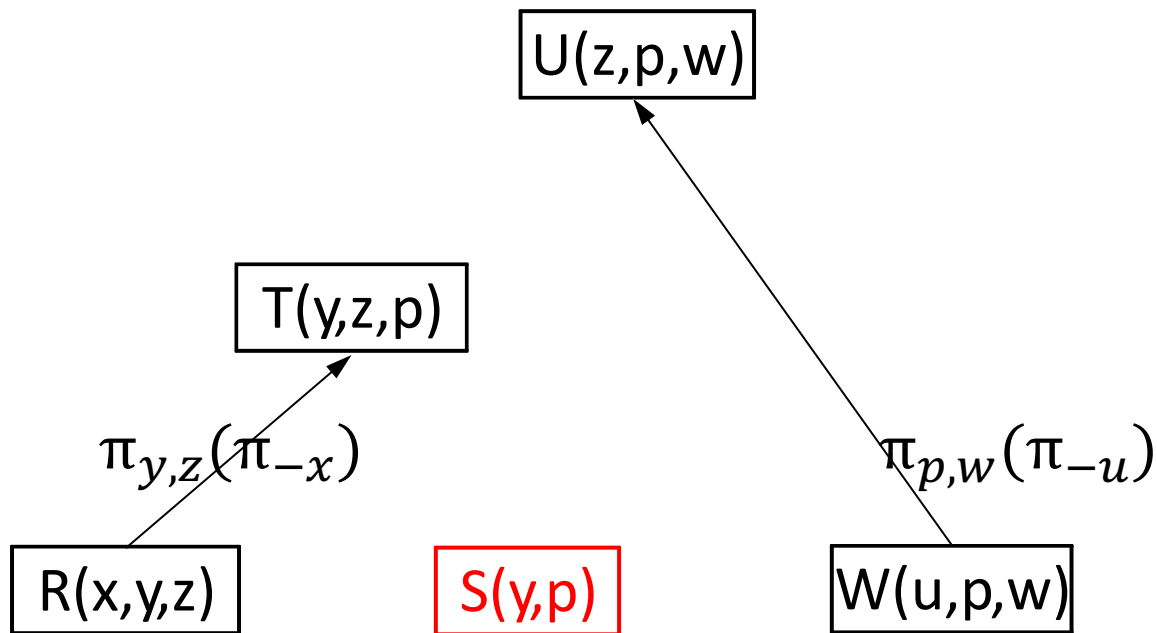 U(z,p,w)
T(y,z,p)
π_{y,z}(π_{−x})
π_{p,w}(π_{−u})
R(x,y,z)
S(y,p)
W(u,p,w)